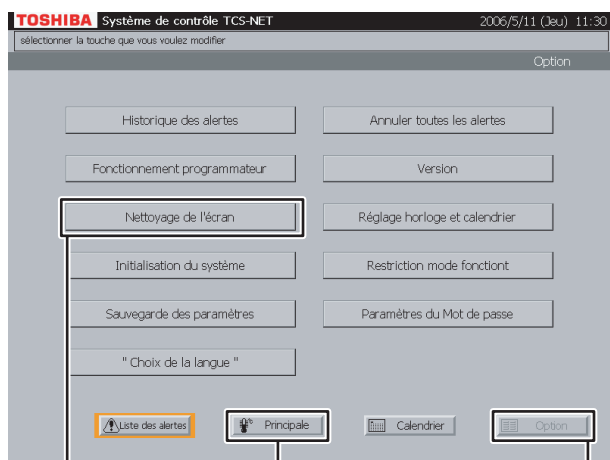 TOSHIBA Système de contrôle TCS-NET 2006/5/11 (Jeu) 11:30
sélectionner la touche que vous voulez modifier
Option
Historique des alertes Annuler toutes les alertes
Fonctionnement programmateur Version
Nettoyage de l'écran Réglage horloge et calendrier
Initialisation du système Restriction mode fonctiont
Sauvegarde des paramètres Paramètres du Mot de passe
" Choix de la langue "
Liste des alertes Principale Calendrier Option